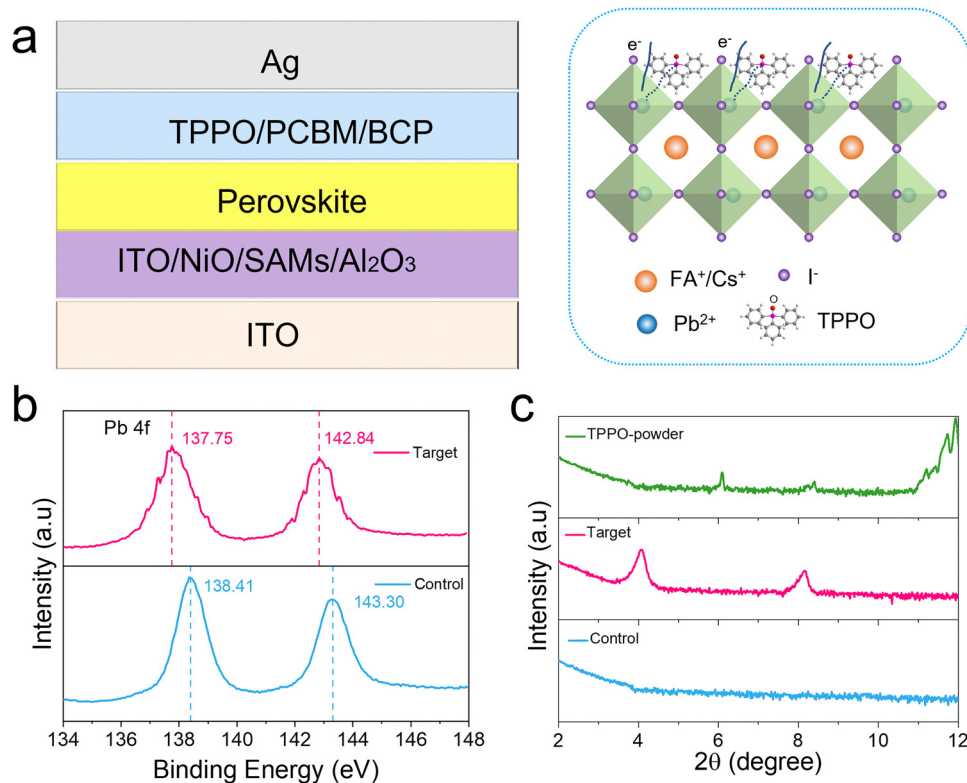 a
Ag
TPPO/PCBM/BCP
Perovskite
ITO/NiO/SAMs/Al₂O₃
ITO
e⁻ e⁻
FA⁺/Cs⁺ I⁻
Pb²⁺ O TPPO
b
Pb 4f
137.75 142.84 Target
138.41 143.30 Control
Intensity (a.u)
134 136 138 140 142 144 146 148
Binding Energy (eV)
c
TPPO-powder
Target
Control
Intensity (a.u)
2 4 6 8 10 12
2θ (degree)